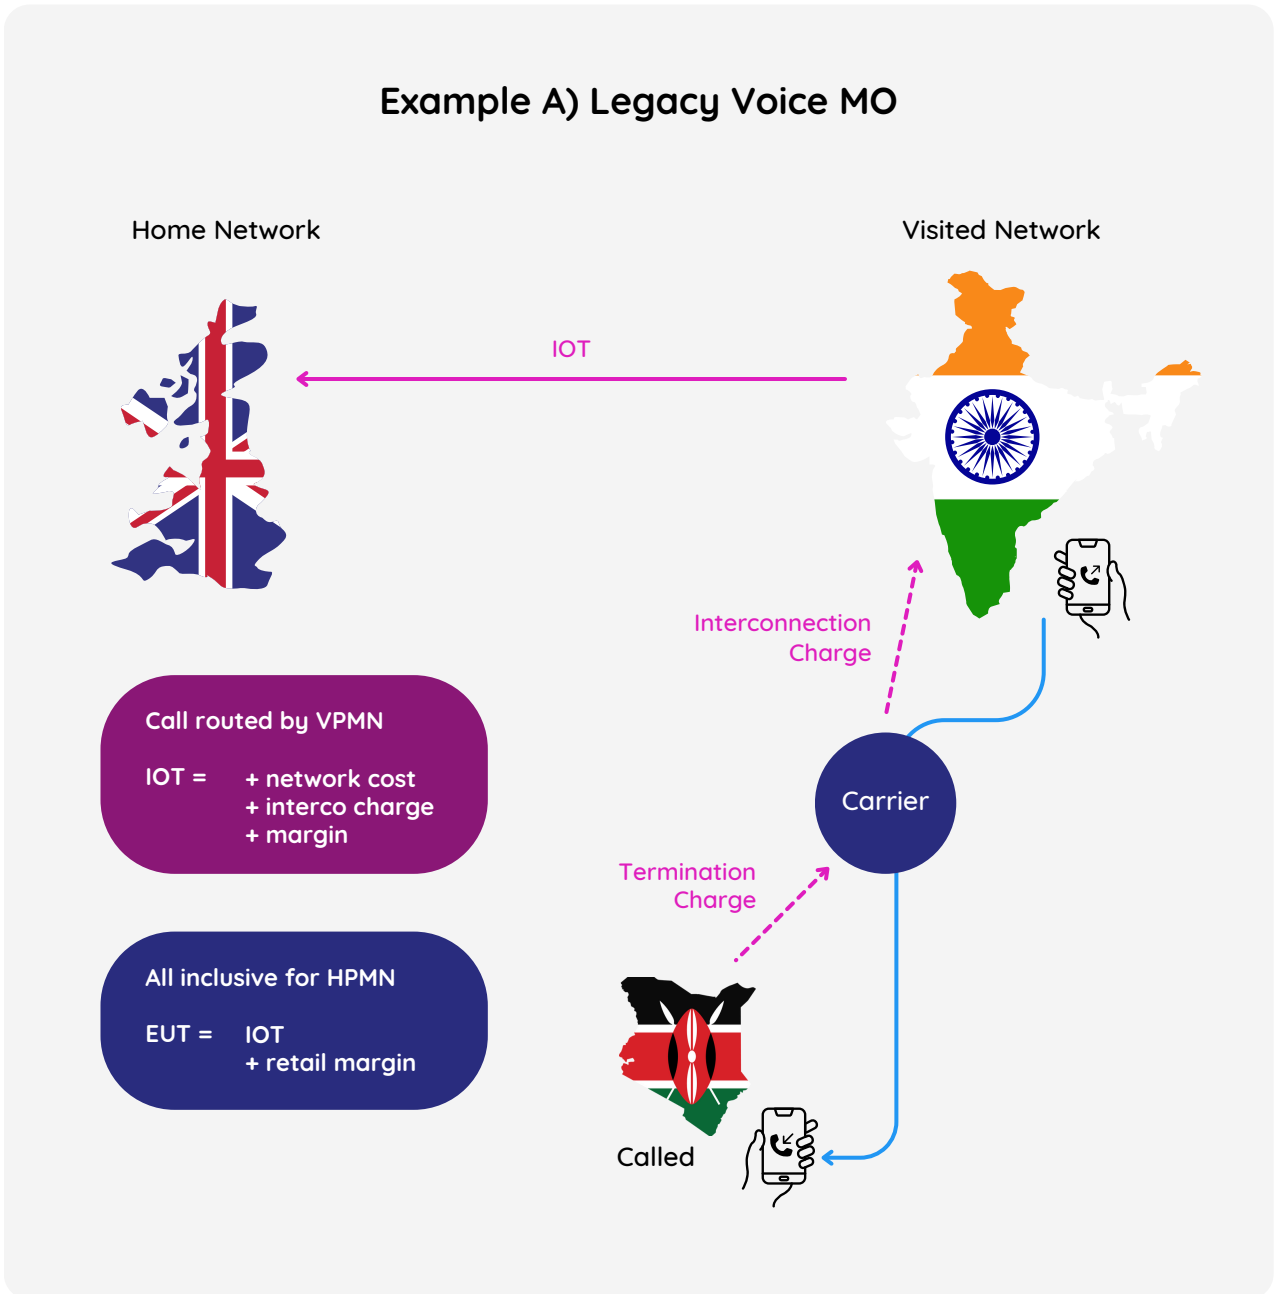 Example A) Legacy Voice MO
Home Network
Visited Network
IOT
Interconnection
Charge
Call routed by VPMN
IOT =
+ network cost
+ interco charge
+ margin
Carrier
Termination
Charge
All inclusive for HPMN
EUT =
IOT
+ retail margin
Called